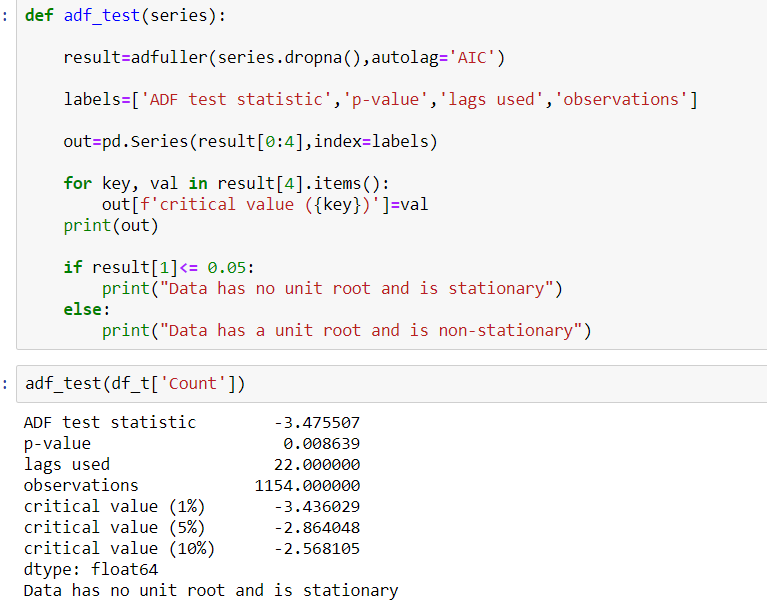 : def adf_test(series):
result=adfuller(series.dropna(),autolag='AIC')
labels=['ADF test statistic','p-value','lags used','observations']
out=pd.Series(result[0:4],index=labels)
for key, val in result[4].items():
out[f'critical value ({key})']=val
print(out)
if result[1]<= 0.05:
print("Data has no unit root and is stationary")
else:
print("Data has a unit root and is non-stationary")
: adf_test(df_t['Count'])
ADF test statistic -3.475507
p-value 0.008639
lags used 22.000000
observations 1154.000000
critical value (1%) -3.436029
critical value (5%) -2.864048
critical value (10%) -2.568105
dtype: float64
Data has no unit root and is stationary